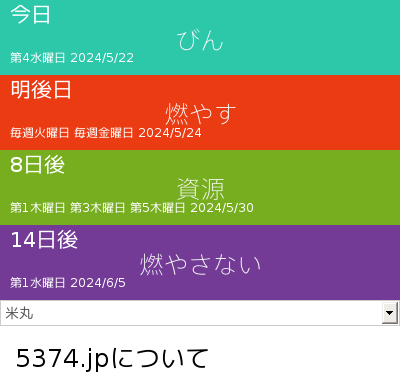 今日
びん
第4水曜日 2024/5/22
明後日
燃やす
毎週火曜日 毎週金曜日 2024/5/24
8日後
資源
第1木曜日 第3木曜日 第5木曜日 2024/5/30
14日後
燃やさない
第1水曜日 2024/6/5
米丸
5374.jpについて